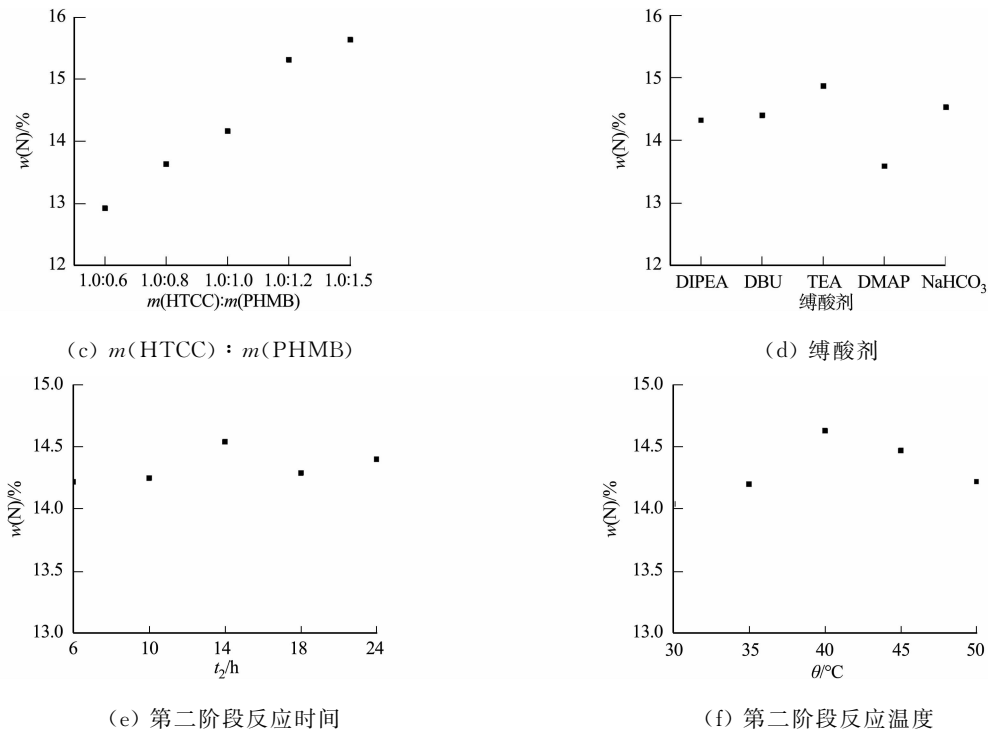 16
15
14
13
12
w(N)/%
1.0:0.6 1.0:0.8 1.0:1.0 1.0:1.2 1.0:1.5
m(HTCC):m(PHMB)
(c) m(HTCC)：m(PHMB)
16
15
14
13
12
w(N)/%
DIPEA DBU TEA DMAP NaHCO₃
缚酸剂
(d) 缚酸剂
15.0
14.5
14.0
13.5
13.0
w(N)/%
6 10 14 18 24
t₂/h
(e) 第二阶段反应时间
15.0
14.5
14.0
13.5
13.0
w(N)/%
30 35 40 45 50
θ/°C
(f) 第二阶段反应温度